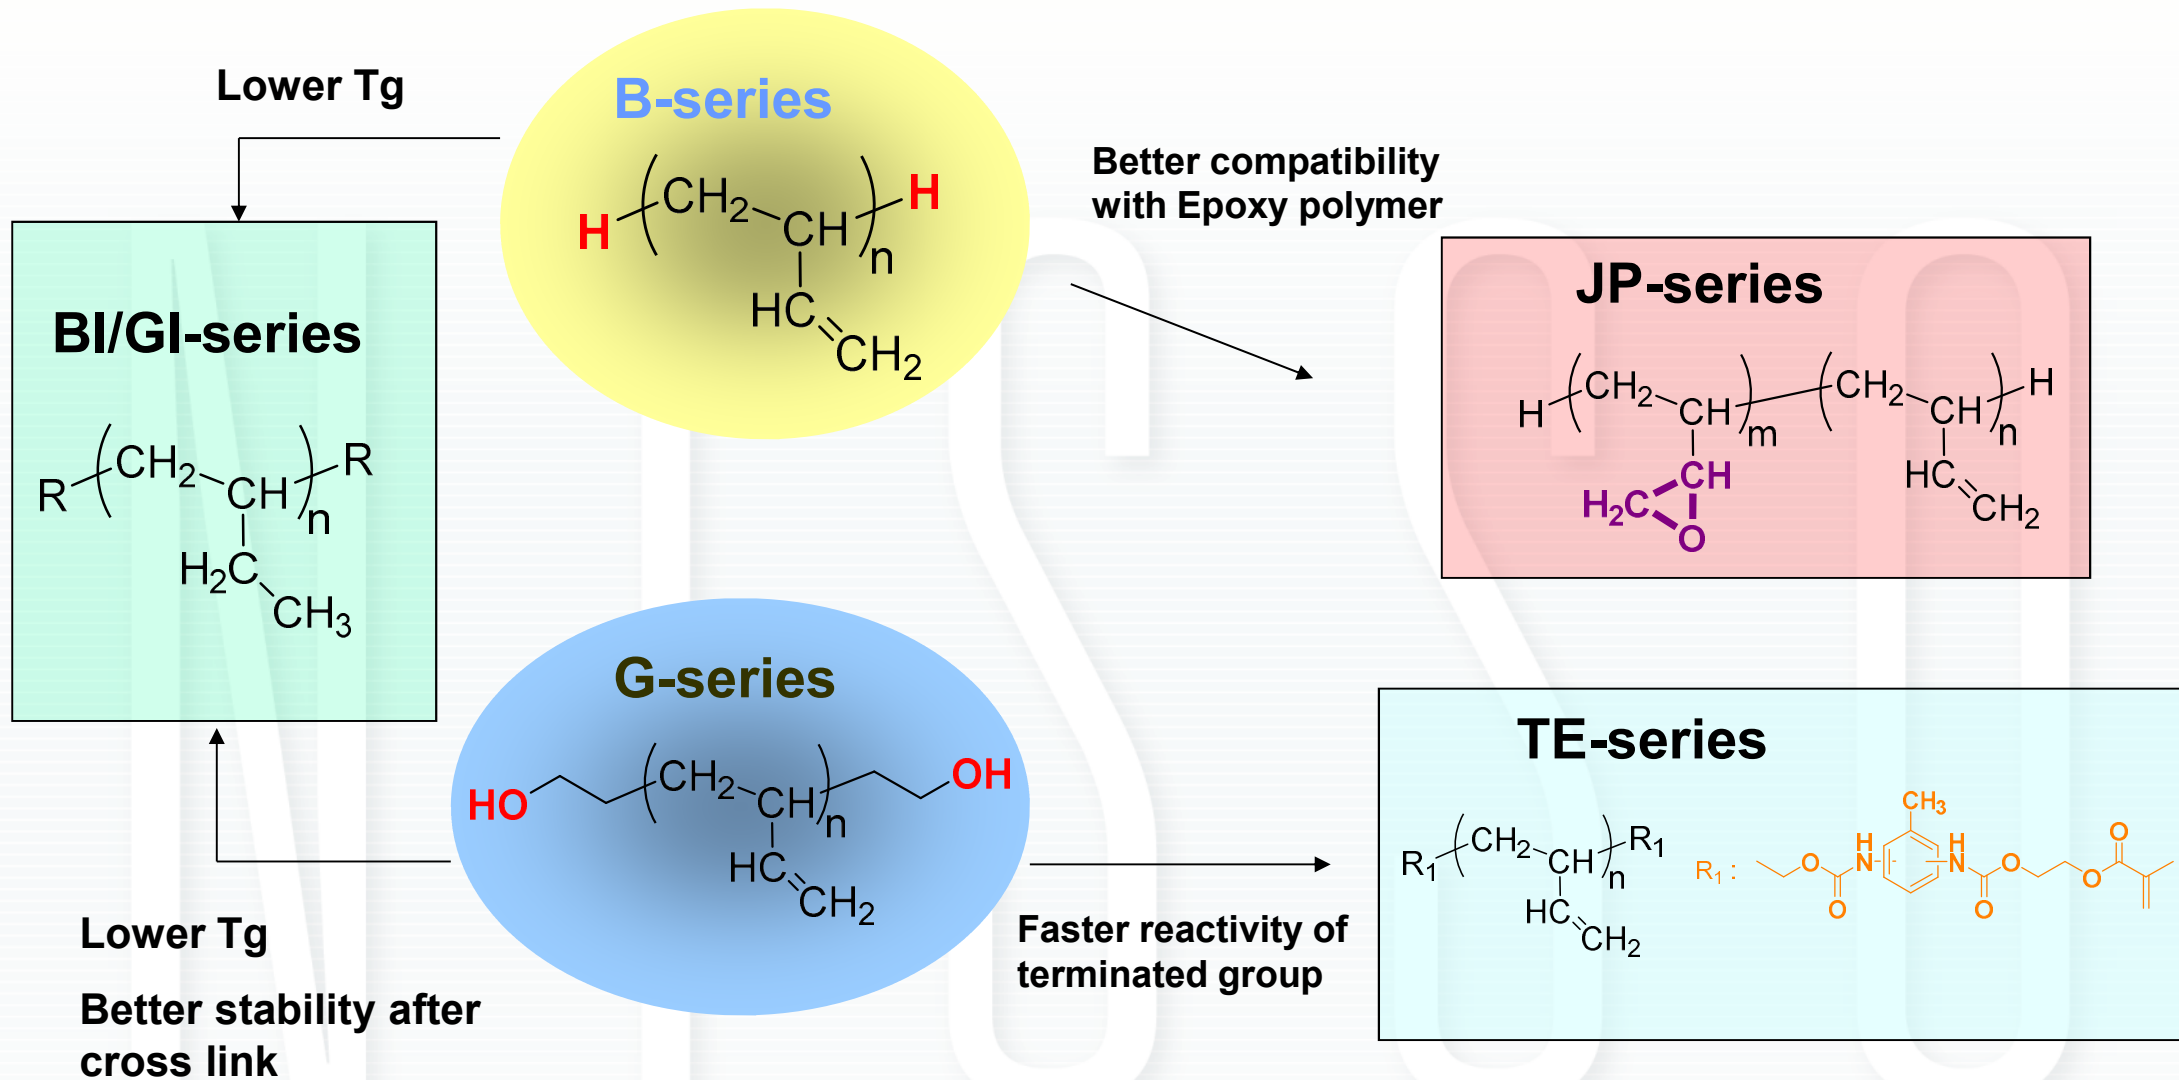 Lower Tg
B-series
H
CH2
CH
n
H
HC
CH2
Better compatibility
with Epoxy polymer
BI/GI-series
R
CH2
CH
n
R
H2C
CH3
JP-series
H
CH2
CH
m
CH2
CH
n
H
H2C
CH
O
HC
CH2
G-series
HO
CH2
CH
n
OH
HC
CH2
Lower Tg
Better stability after
cross link
Faster reactivity of
terminated group
TE-series
R1
CH2
CH
n
R1
HC
CH2
R1 :
O
O
H
N
CH3
H
N
O
O
O
O
NISSO